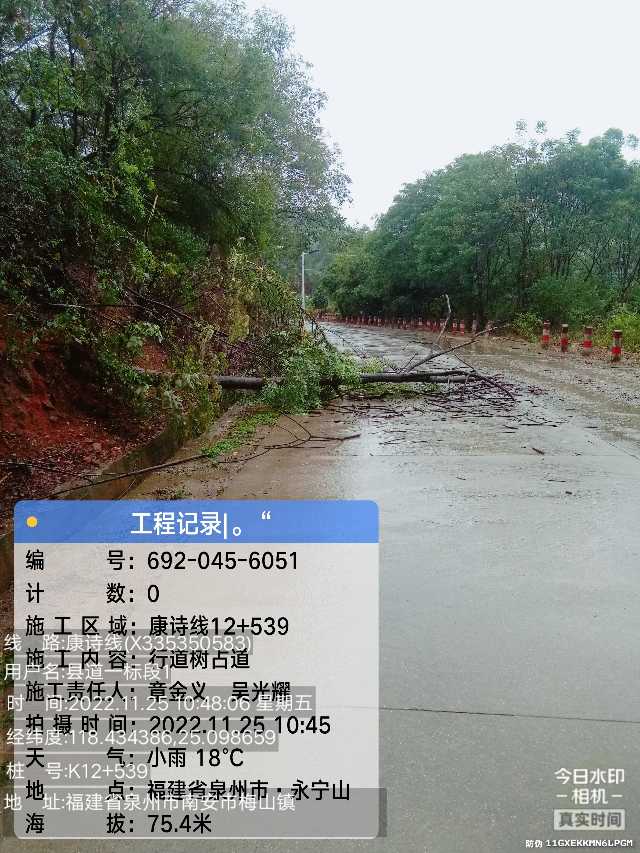 工程记录|。“
编 号：692-045-6051
计 数：0
施工区域：康诗线12+539
线 路:康诗线(X335350583)
施工内容：行道树占道
用户名:县道一标段1
施工责任人：章金义 吴光耀
时 间:2022.11.25 10:48:06 星期五
拍摄时间：2022.11.25 10:45
经纬度:118.434386,25.098659
天 气：小雨 18℃
桩 号:K12+539
地 点：福建省泉州市·永宁山
地 址:福建省泉州市南安市梅山镇
海 拔：75.4米
今日水印
-相机-
真实时间
防伪 11GXEKKMN6LPGM